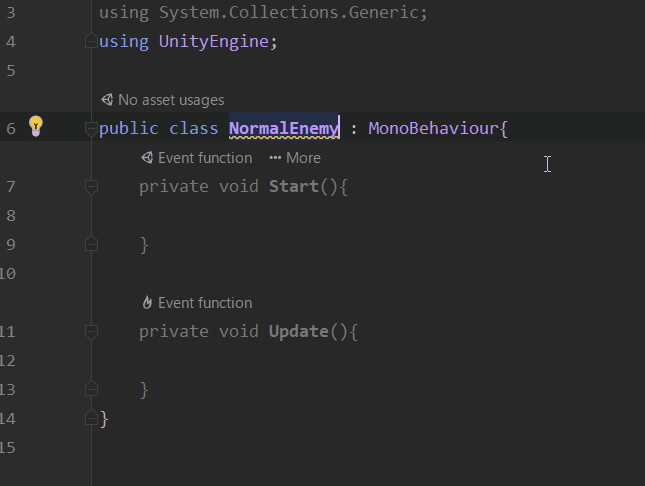 3 using System.Collections.Generic;
4 using UnityEngine;
5
No asset usages
6 public class NormalEnemy : MonoBehaviour{
Event function ••• More
7 private void Start(){
8
9 }
10
Event function
11 private void Update(){
12
13 }
14 }
15